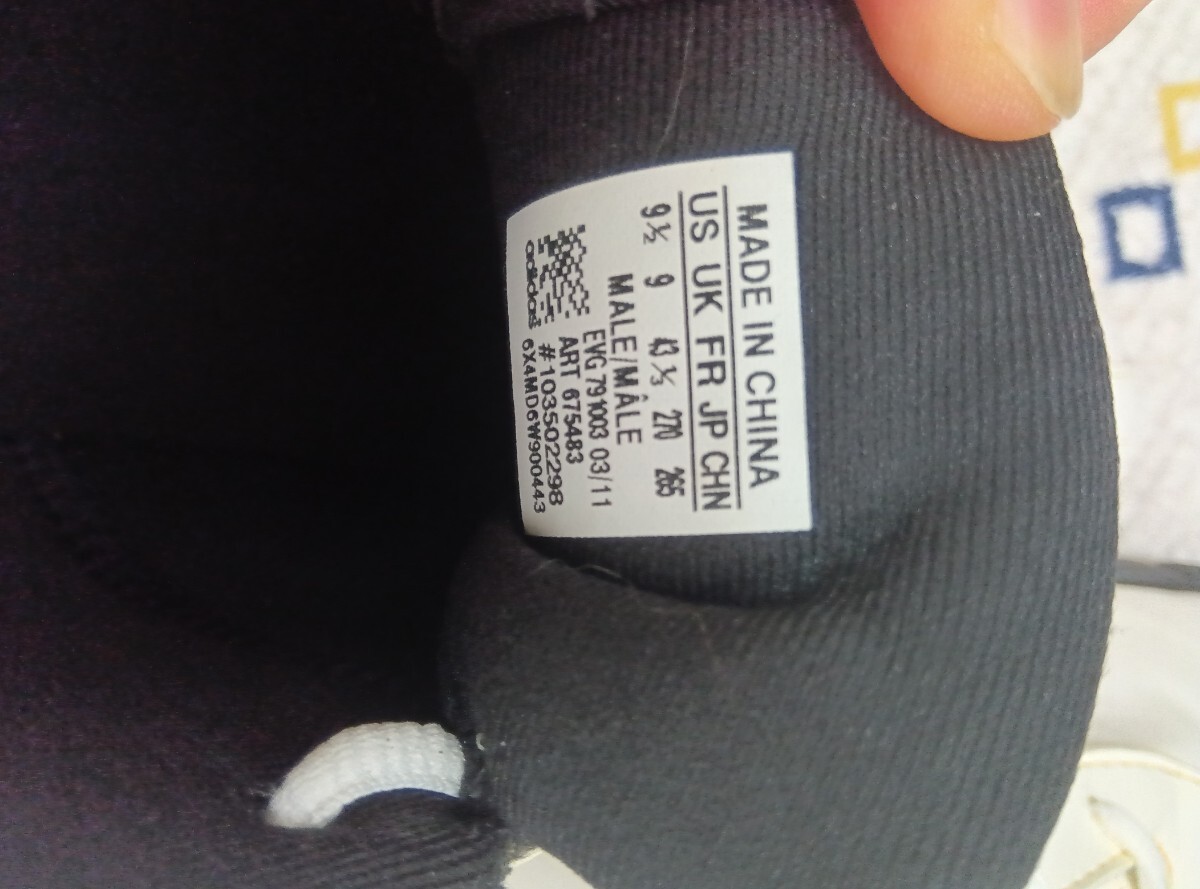 MADE IN CHINA
US UK FR JP CHN
9½ 9 43⅓ 270 265
MALE/MÂLE
EVG 791003 03/11
ART 675483
#103502298
adidas 6X4MD6W900443